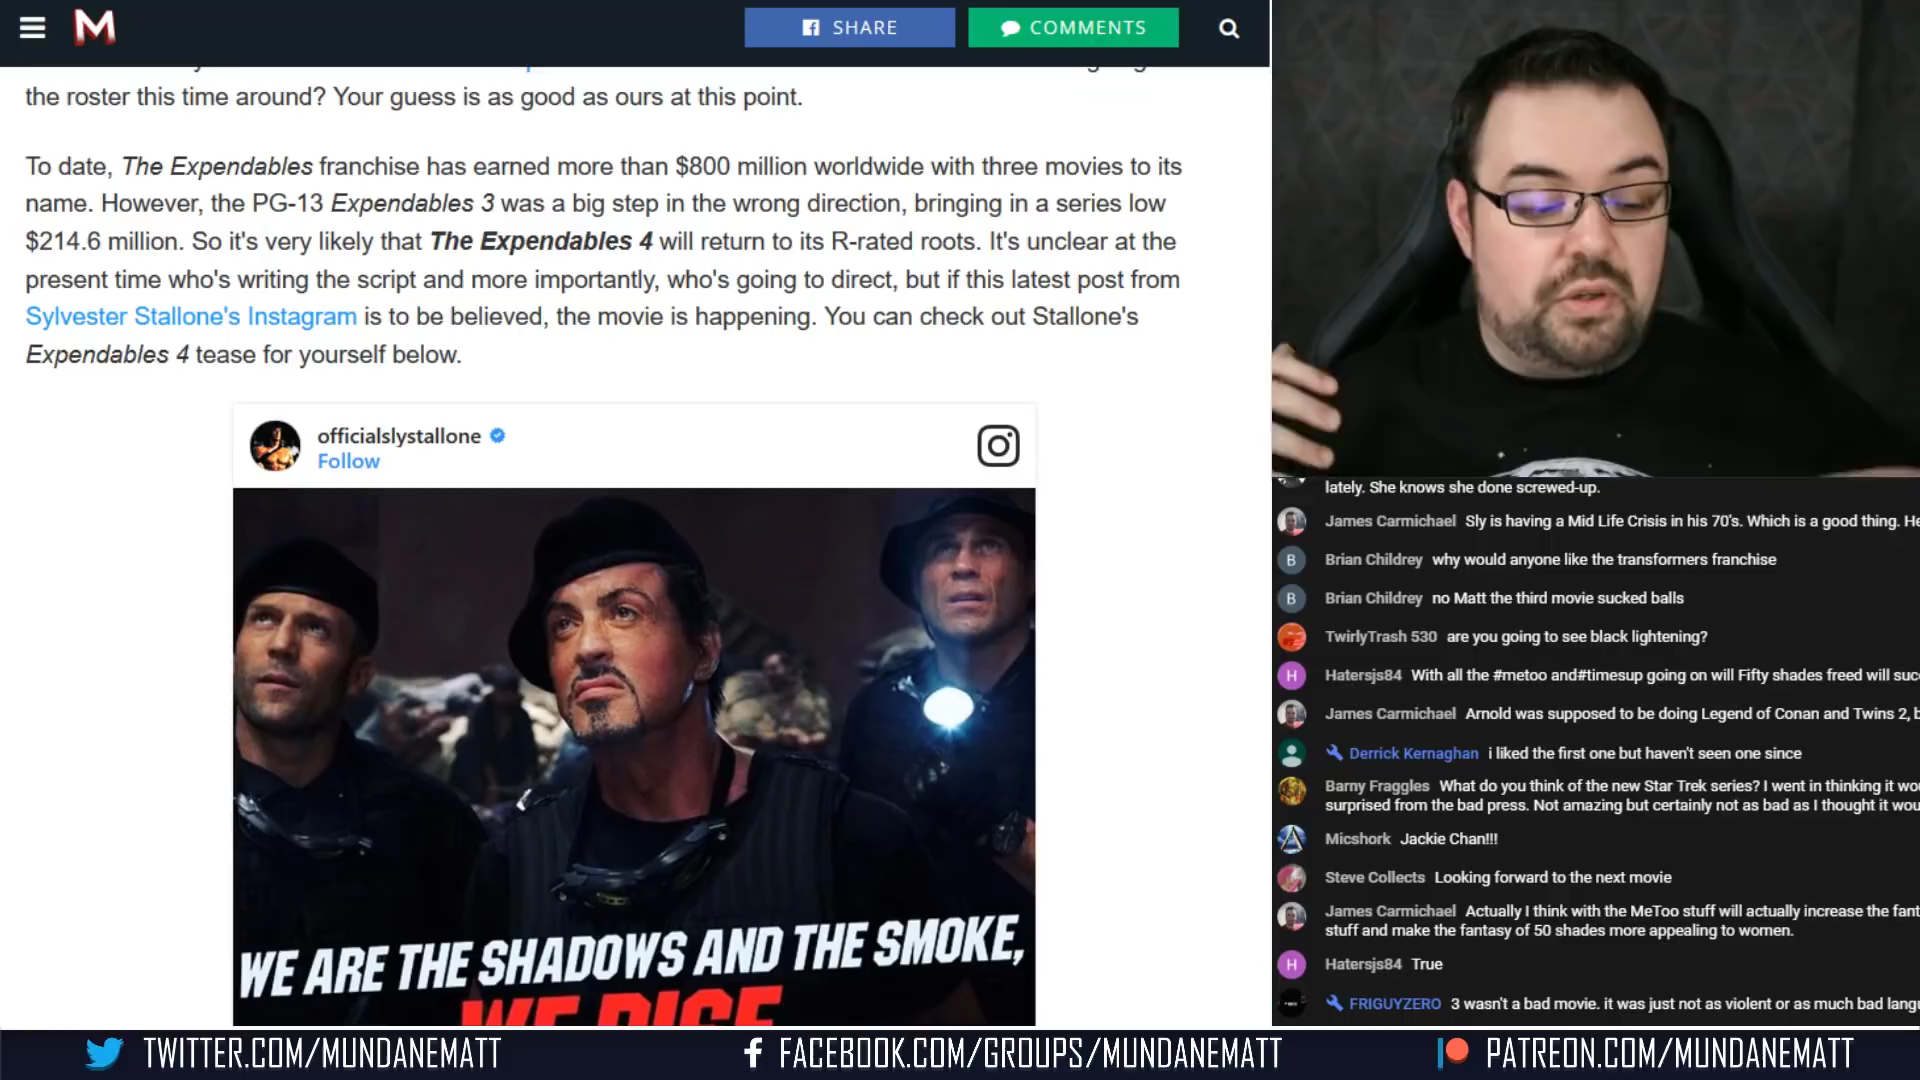 M
SHARE
COMMENTS
the roster this time around? Your guess is as good as ours at this point.
To date, The Expendables franchise has earned more than $800 million worldwide with three movies to its
name. However, the PG-13 Expendables 3 was a big step in the wrong direction, bringing in a series low
$214.6 million. So it's very likely that The Expendables 4 will return to its R-rated roots. It's unclear at the
present time who's writing the script and more importantly, who's going to direct, but if this latest post from
Sylvester Stallone's Instagram is to be believed, the movie is happening. You can check out Stallone's
Expendables 4 tease for yourself below.
officialslystallone
Follow
WE ARE THE SHADOWS AND THE SMOKE,
WE RISE
lately. She knows she done screwed-up.
James Carmichael Sly is having a Mid Life Crisis in his 70's. Which is a good thing. He
B Brian Childrey why would anyone like the transformers franchise
B Brian Childrey no Matt the third movie sucked balls
TwirlyTrash 530 are you going to see black lightening?
H Hatersjs84 With all the #metoo and#timesup going on will Fifty shades freed will suc
James Carmichael Arnold was supposed to be doing Legend of Conan and Twins 2, b
Derrick Kernaghan i liked the first one but haven't seen one since
Barny Fraggles What do you think of the new Star Trek series? I went in thinking it wou
surprised from the bad press. Not amazing but certainly not as bad as I thought it wou
Micshork Jackie Chan!!!
Steve Collects Looking forward to the next movie
James Carmichael Actually I think with the MeToo stuff will actually increase the fant
stuff and make the fantasy of 50 shades more appealing to women.
H Hatersjs84 True
FRIGUYZERO 3 wasn't a bad movie. it was just not as violent or as much bad langu
TWITTER.COM/MUNDANEMATT
FACEBOOK.COM/GROUPS/MUNDANEMATT
PATREON.COM/MUNDANEMATT